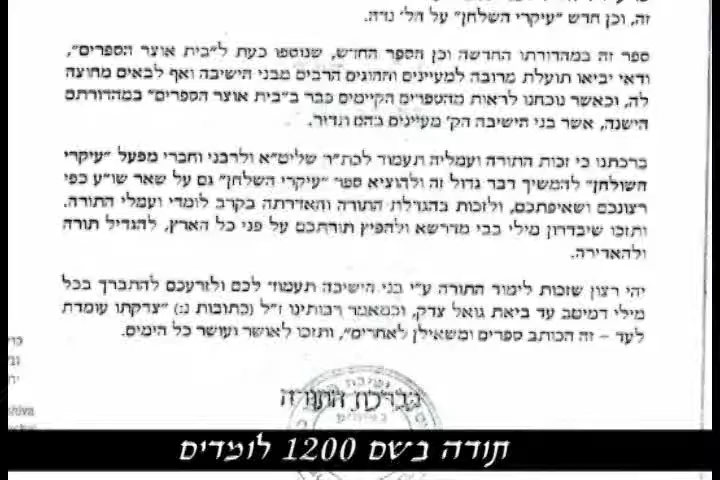 זה, וכן חדש "עיקרי השלחן" על הל' נדה.
ספר זה במהדורתו החדשה וכן הספר החדש, שנוספו כעת ל"בית אוצר הספרים",
ודאי יביאו תועלת מרובה למעיינים וההוגים הרבים מבני הישיבה ואף לבאים מחוצה
לה, וכאשר נוכחנו לראות מהספרים הקיימים כבר ב"בית אוצר הספרים" במהדורתם
הישנה, אשר בני הישיבה הק' מעיינים בהם תדיר.
ברכתנו כי זכות התורה ועמליה תעמוד לכת"ר שליט"א ולרבני וחברי מפעל "עיקרי
השולחן" להמשיך דבר גדול זה ולהוציא ספר "עיקרי השלחן" גם על שאר שו"ע כפי
רצונכם ושאיפתכם, ולזכות בהגדלת התורה והאדרתה בקרב לומדי ועמלי התורה.
ותזכו שיבדרון מילי בבי מדרשא ולהפיץ תורתכם על פני כל הארץ, להגדיל תורה
ולהאדירה.
יהי רצון שזכות לימוד התורה ע"י בני הישיבה תעמוד לכם ולזרעכם להתברך בכל
מילי דמיטב עד ביאת גואל צדק, וכמאמר רבותינו ז"ל (כתובות נ:) "צדקתו עומדת
לעד – זה הכותב ספרים ומשאילן לאחרים", ותזכו לאושר ועושר כל הימים.
בברכת התורה
תודה בשם 1200 לומדים